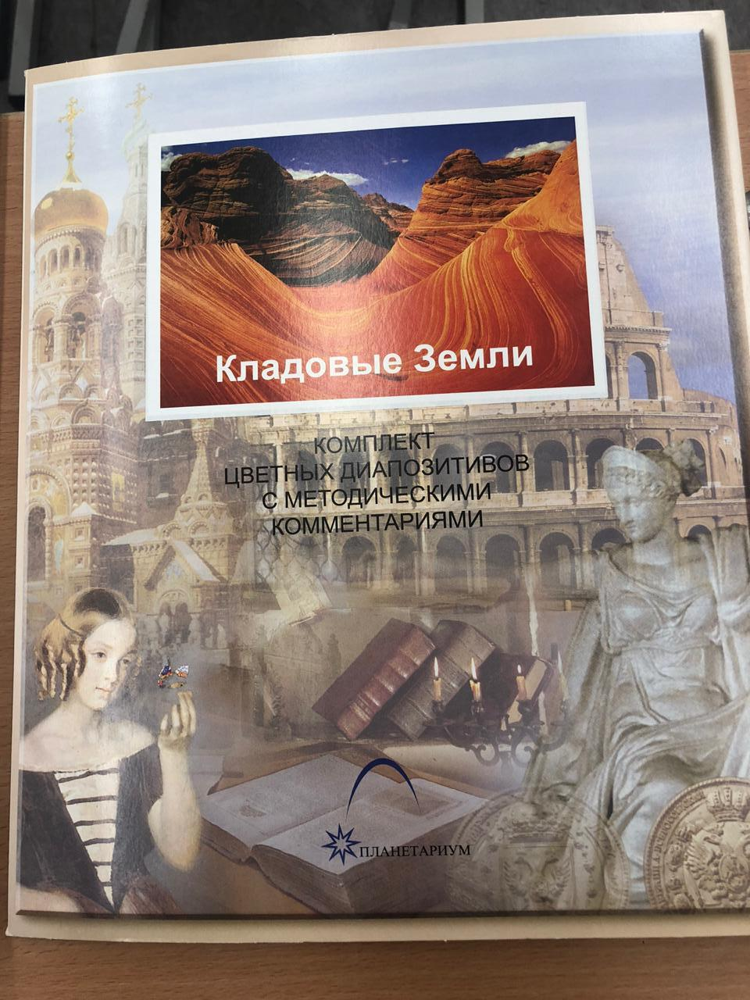 Кладовые Земли
КОМПЛЕКТ
ЦВЕТНЫХ ДИАПОЗИТИВОВ
С МЕТОДИЧЕСКИМИ
КОММЕНТАРИЯМИ
ПЛАНЕТАРИУМ